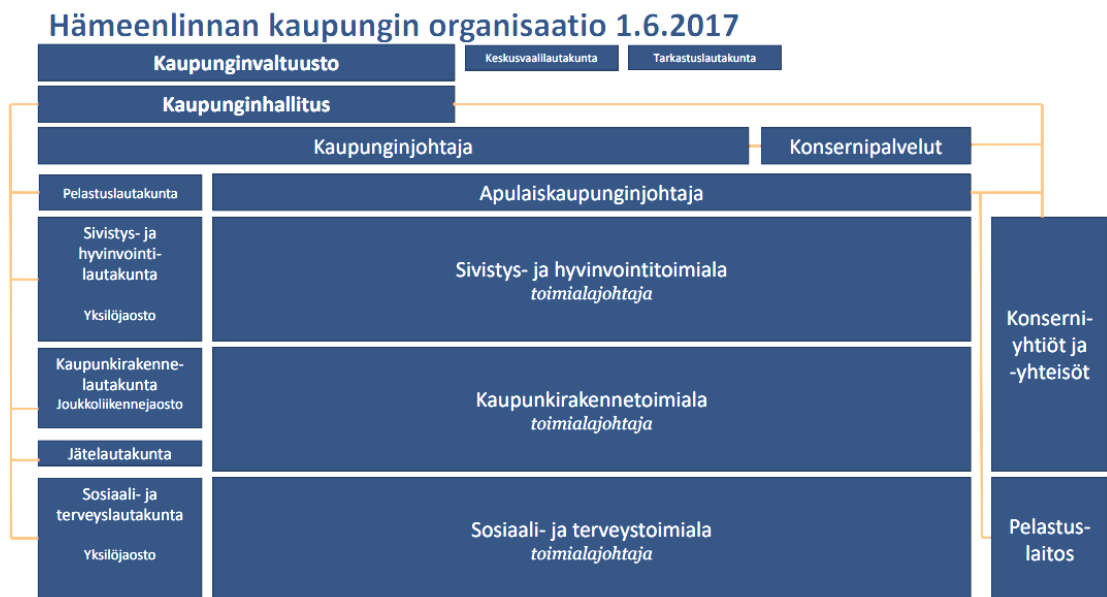 Hämeenlinnan kaupungin organisaatio 1.6.2017
Kaupunginvaltuusto
Keskusvaalilautakunta
Tarkastuslautakunta
Kaupunginhallitus
Kaupunginjohtaja
Konsernipalvelut
Pelastuslautakunta
Apulaiskaupunginjohtaja
Sivistys- ja
hyvinvointi-
lautakunta
Yksilöjaosto
Sivistys- ja hyvinvointitoimiala
toimialajohtaja
Konserni-
yhtiöt ja
-yhteisöt
Kaupunkirakenne-
lautakunta
Joukkoliikennejaosto
Kaupunkirakennetoimiala
toimialajohtaja
Jätelautakunta
Sosiaali- ja
terveyslautakunta
Yksilöjaosto
Sosiaali- ja terveystoimiala
toimialajohtaja
Pelastus-
laitos